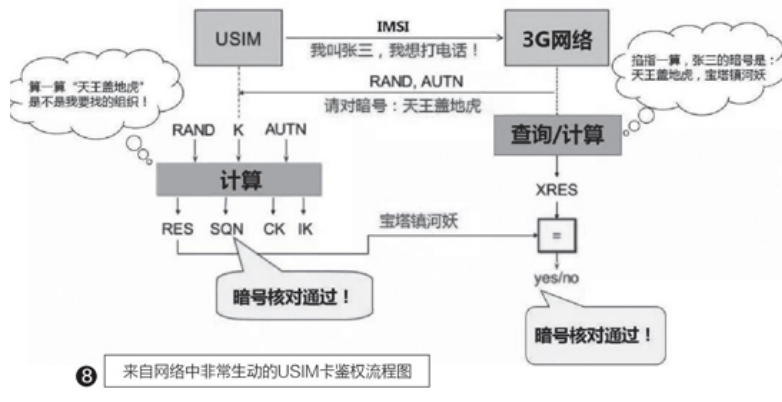 USIM
IMSI
我叫张三，我想打电话！
3G网络
算一算“天王盖地虎”
是不是我要找的组织！
掐指一算，张三的暗号是：
天王盖地虎，宝塔镇河妖
RAND, AUTN
请对暗号：天王盖地虎
RAND K AUTN
查询/计算
计算
XRES
RES SQN CK IK
宝塔镇河妖
=
yes/no
暗号核对通过！
暗号核对通过！
8 来自网络中非常生动的USIM卡鉴权流程图